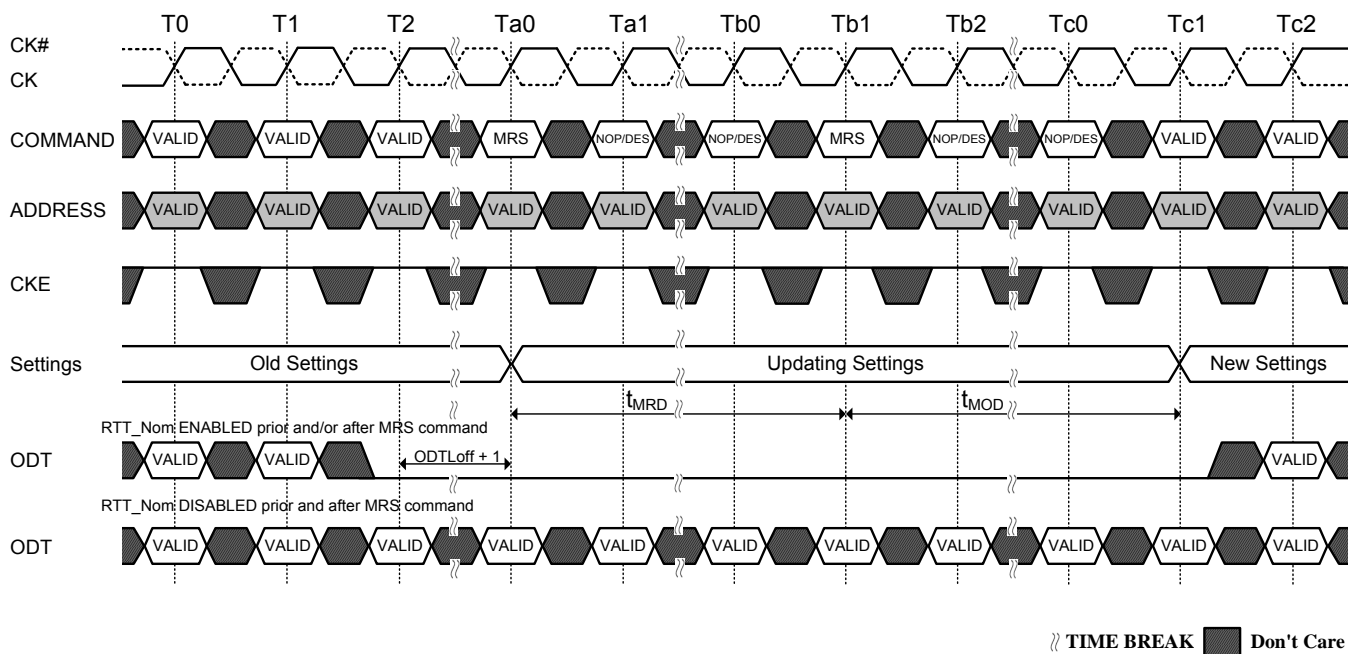 T0 T1 T2 Ta0 Ta1 Tb0 Tb1 Tb2 Tc0 Tc1 Tc2
CK#
CK
COMMAND VALID VALID VALID MRS NOP/DES NOP/DES MRS NOP/DES NOP/DES VALID VALID
ADDRESS VALID VALID VALID VALID VALID VALID VALID VALID VALID VALID VALID
CKE
Settings Old Settings Updating Settings New Settings
tMRD tMOD
RTT_Nom ENABLED prior and/or after MRS command
ODT VALID VALID ODTLoff + 1 VALID
RTT_Nom DISABLED prior and after MRS command
ODT VALID VALID VALID VALID VALID VALID VALID VALID VALID VALID VALID
TIME BREAK Don't Care